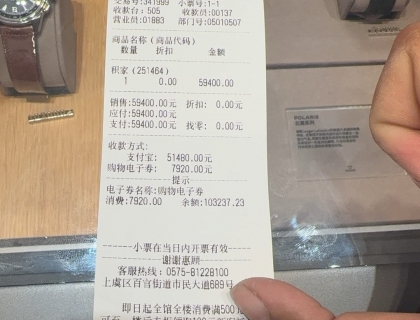 交易号:341999 小票号:1-1
收款台: 505 收款员:00137
营业员:01883 部门号:05010507
商品名称(商品代码)
数量 折扣 金额
积家(251464)
1 0.00 59400.00
销售:59400.00元 折扣: 0.00元
应付:59400.00元
支付:59400.00元 找零: 0.00元
收款方式:
支付宝: 51480.00元
购物电子券: 7920.00元
提示
电子券名称:购物电子券
消费:7920.00 余额:103237.23
小票在当日内开票有效
谢谢惠顾
客服热线:0575-81228100
上虞区百官街道市民大道689号
即日起全馆全楼消费满500
POLARIS